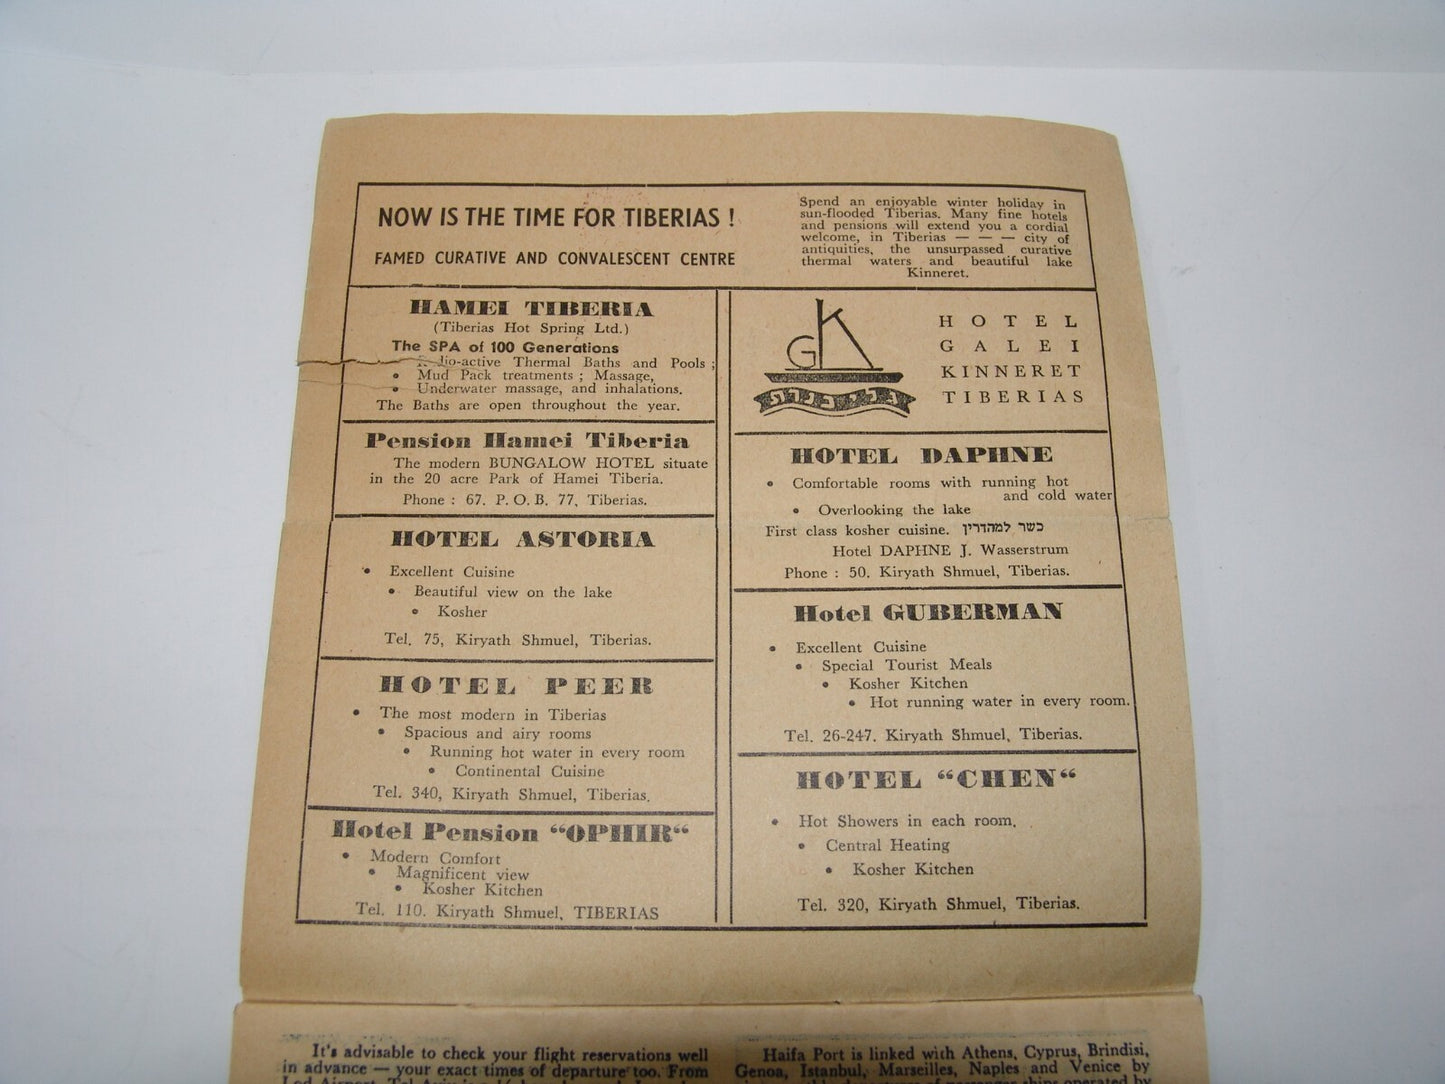 NOW IS THE TIME FOR TIBERIAS !
FAMED CURATIVE AND CONVALESCENT CENTRE
Spend an enjoyable winter holiday in
sun-flooded Tiberias. Many fine hotels
and pensions will extend you a cordial
welcome, in Tiberias — — — city of
antiquities, the unsurpassed curative
thermal waters and beautiful lake
Kinneret.
HAMEI TIBERIA
(Tiberias Hot Spring Ltd.)
The SPA of 100 Generations
dio-active Thermal Baths and Pools ;
• Mud Pack treatments ; Massage,
• Underwater massage, and inhalations.
The Baths are open throughout the year.
Pension Hamei Tiberia
The modern BUNGALOW HOTEL situate
in the 20 acre Park of Hamei Tiberia.
Phone : 67. P. O. B. 77, Tiberias.
HOTEL ASTORIA
• Excellent Cuisine
• Beautiful view on the lake
• Kosher
Tel. 75, Kiryath Shmuel, Tiberias.
HOTEL PEER
• The most modern in Tiberias
• Spacious and airy rooms
• Running hot water in every room
• Continental Cuisine
Tel. 340, Kiryath Shmuel, Tiberias.
Hotel Pension “OPHIR“
• Modern Comfort
• Magnificent view
• Kosher Kitchen
Tel. 110. Kiryath Shmuel, TIBERIAS
GK
גלי כנרת
HOTEL
GALEI
KINNERET
TIBERIAS
HOTEL DAPHNE
• Comfortable rooms with running hot
and cold water
• Overlooking the lake
First class kosher cuisine. כשר למהדרין
Hotel DAPHNE J. Wasserstrum
Phone : 50. Kiryath Shmuel, Tiberias.
Hotel GUBERMAN
• Excellent Cuisine
• Special Tourist Meals
• Kosher Kitchen
• Hot running water in every room.
Tel. 26-247. Kiryath Shmuel, Tiberias.
HOTEL “CHEN“
• Hot Showers in each room.
• Central Heating
• Kosher Kitchen
Tel. 320, Kiryath Shmuel, Tiberias.
It's advisable to check your flight reservations well
in advance — your exact times of departure too. From
Haifa Port is linked with Athens, Cyprus, Brindisi,
Genoa, Istanbul, Marseilles, Naples and Venice by